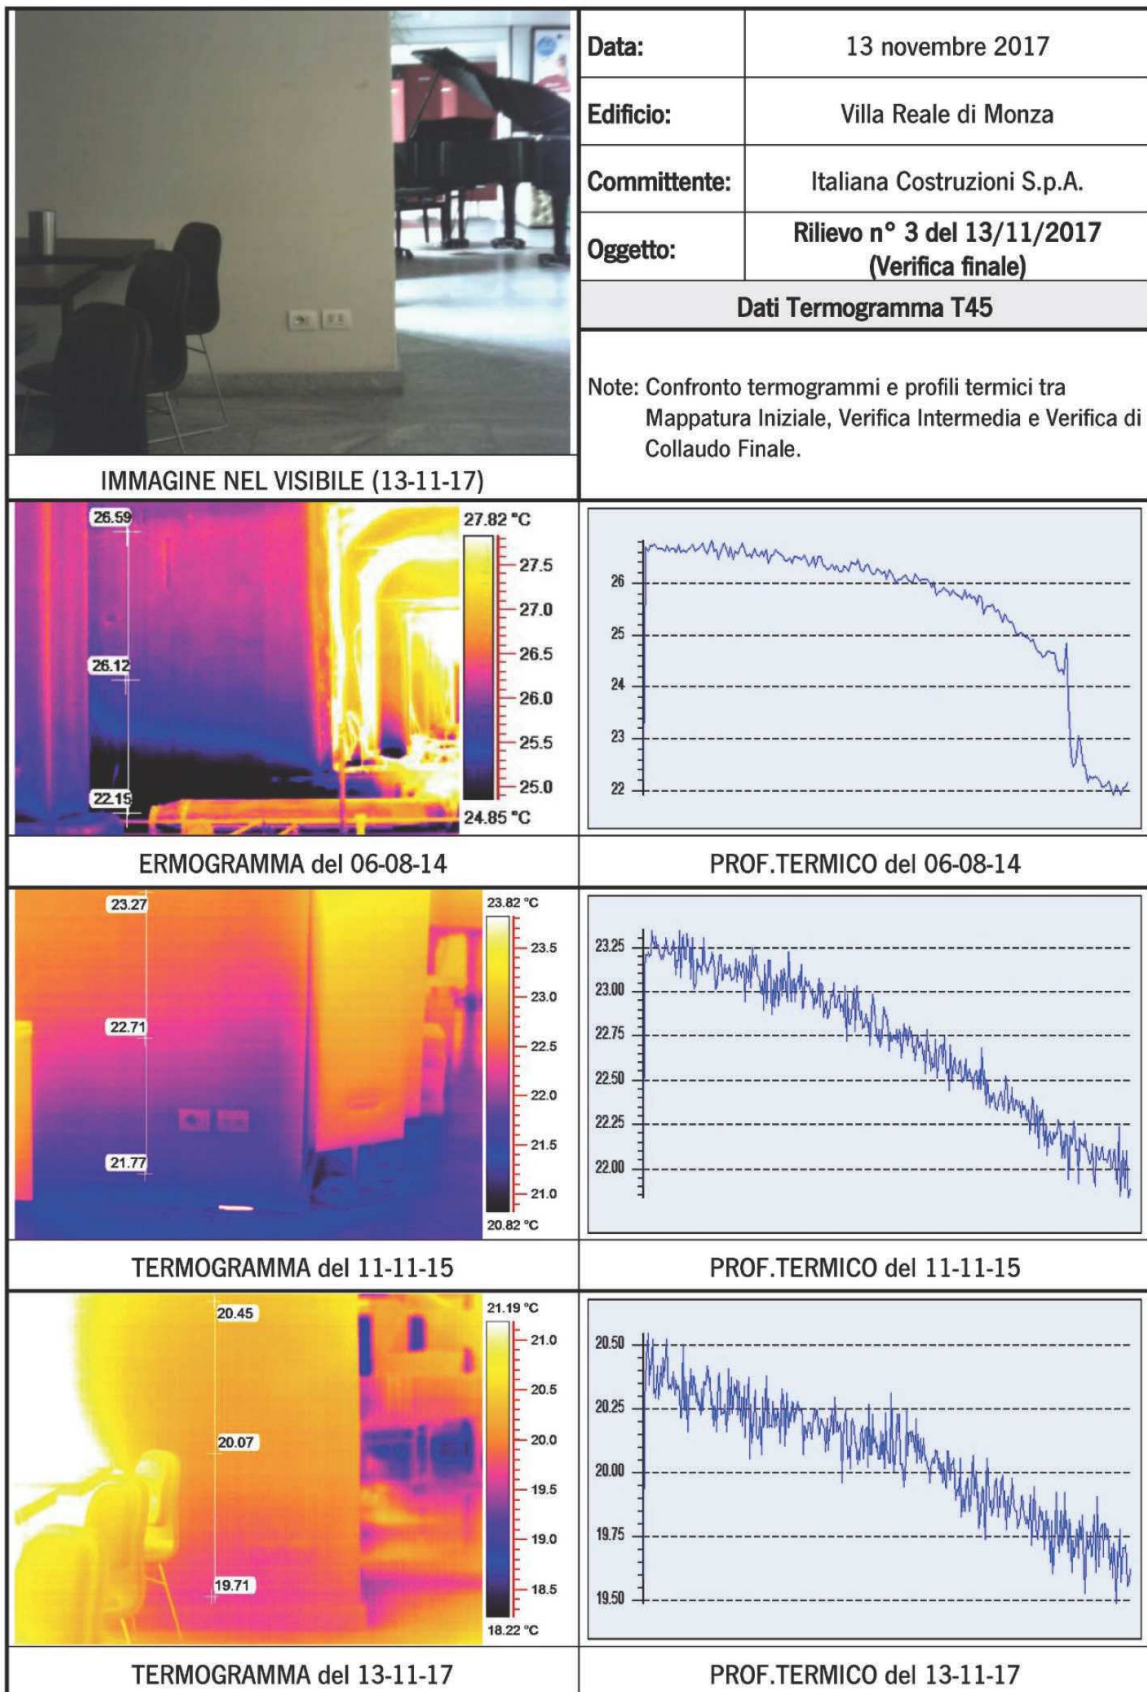 Data:
13 novembre 2017
Edificio:
Villa Reale di Monza
Committente:
Italiana Costruzioni S.p.A.
Oggetto:
Rilievo n° 3 del 13/11/2017
(Verifica finale)
Dati Termogramma T45
Note: Confronto termogrammi e profili termici tra
Mappatura Iniziale, Verifica Intermedia e Verifica di
Collaudo Finale.
IMMAGINE NEL VISIBILE (13-11-17)
26.59
26.12
22.15
27.82 °C
27.5
27.0
26.5
26.0
25.5
25.0
24.85 °C
26
25
24
23
22
ERMOGRAMMA del 06-08-14
PROF.TERMICO del 06-08-14
23.27
22.71
21.77
23.82 °C
23.5
23.0
22.5
22.0
21.5
21.0
20.82 °C
23.25
23.00
22.75
22.50
22.25
22.00
TERMOGRAMMA del 11-11-15
PROF.TERMICO del 11-11-15
20.45
20.07
19.71
21.19 °C
21.0
20.5
20.0
19.5
19.0
18.5
18.22 °C
20.50
20.25
20.00
19.75
19.50
TERMOGRAMMA del 13-11-17
PROF.TERMICO del 13-11-17